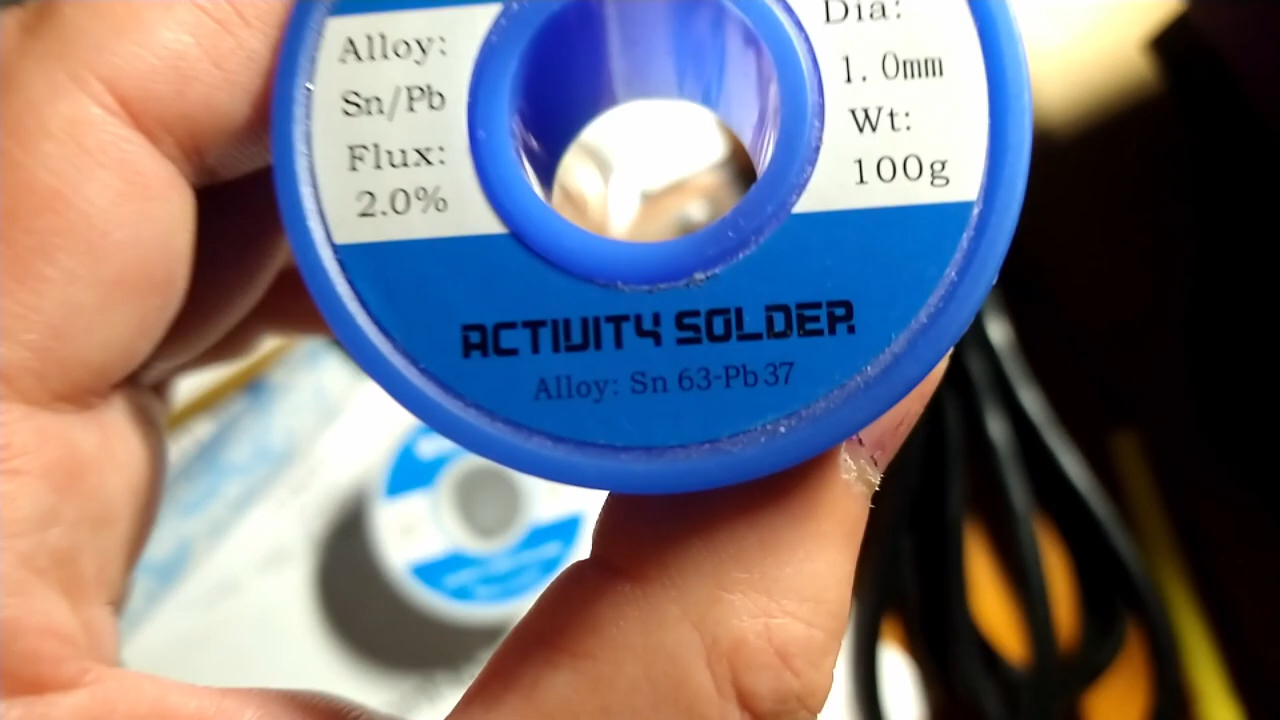 Alloy:
Sn/Pb
Flux:
2.0%
Dia:
1.0mm
Wt:
100g
ACTIVITY SOLDER
Alloy: Sn 63-Pb 37